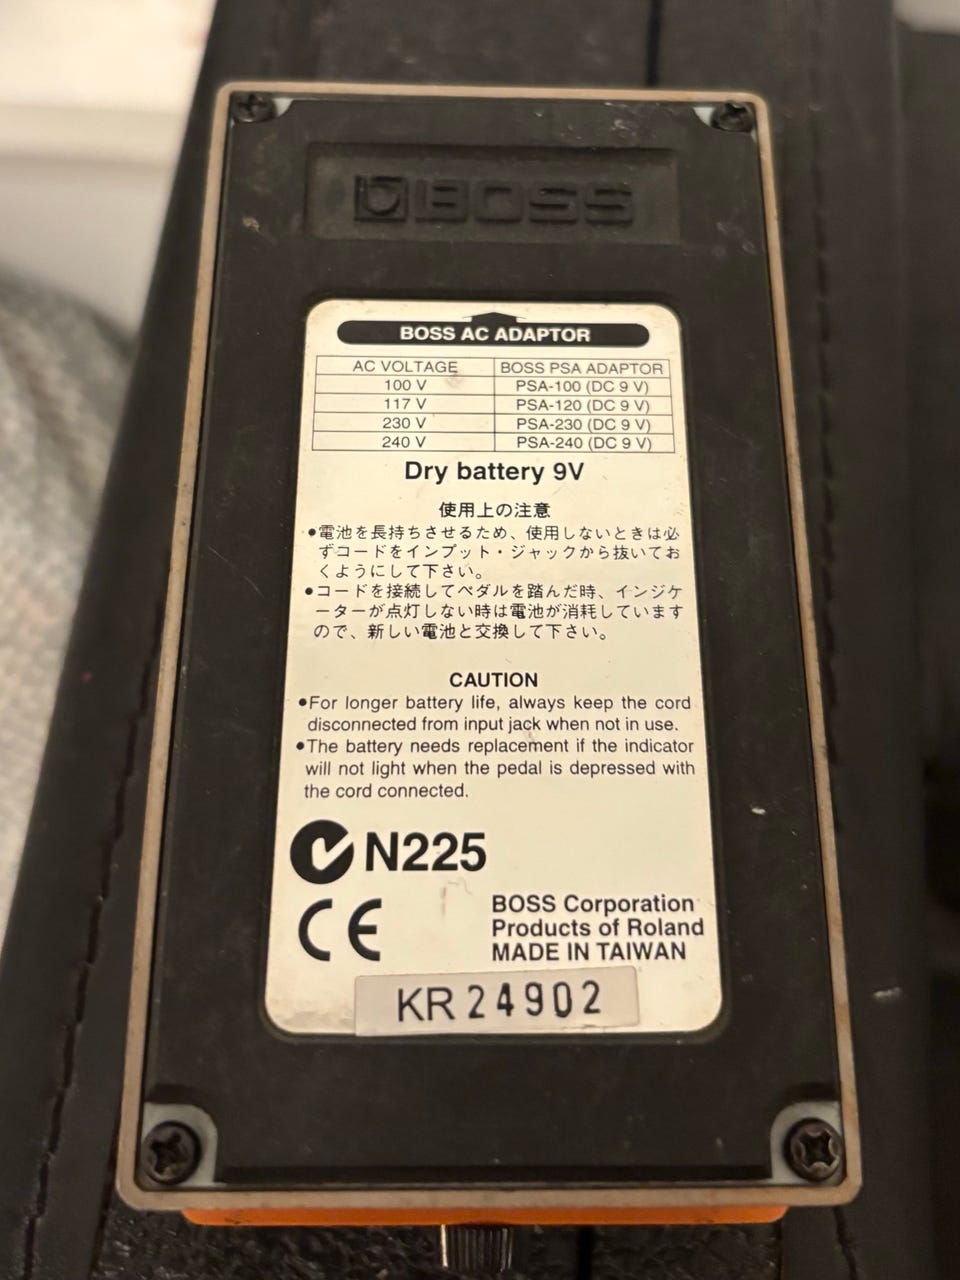 BOSS
BOSS AC ADAPTOR
AC VOLTAGE BOSS PSA ADAPTOR
100 V PSA-100 (DC 9 V)
117 V PSA-120 (DC 9 V)
230 V PSA-230 (DC 9 V)
240 V PSA-240 (DC 9 V)
Dry battery 9V
使用上の注意
●電池を長持ちさせるため、使用しないときは必
ずコードをインプット・ジャックから抜いてお
くようにして下さい。
●コードを接続してペダルを踏んだ時、インジケ
ーターが点灯しない時は電池が消耗しています
ので、新しい電池と交換して下さい。
CAUTION
●For longer battery life, always keep the cord
disconnected from input jack when not in use.
●The battery needs replacement if the indicator
will not light when the pedal is depressed with
the cord connected.
N225
CE
BOSS Corporation
Products of Roland
MADE IN TAIWAN
KR24902